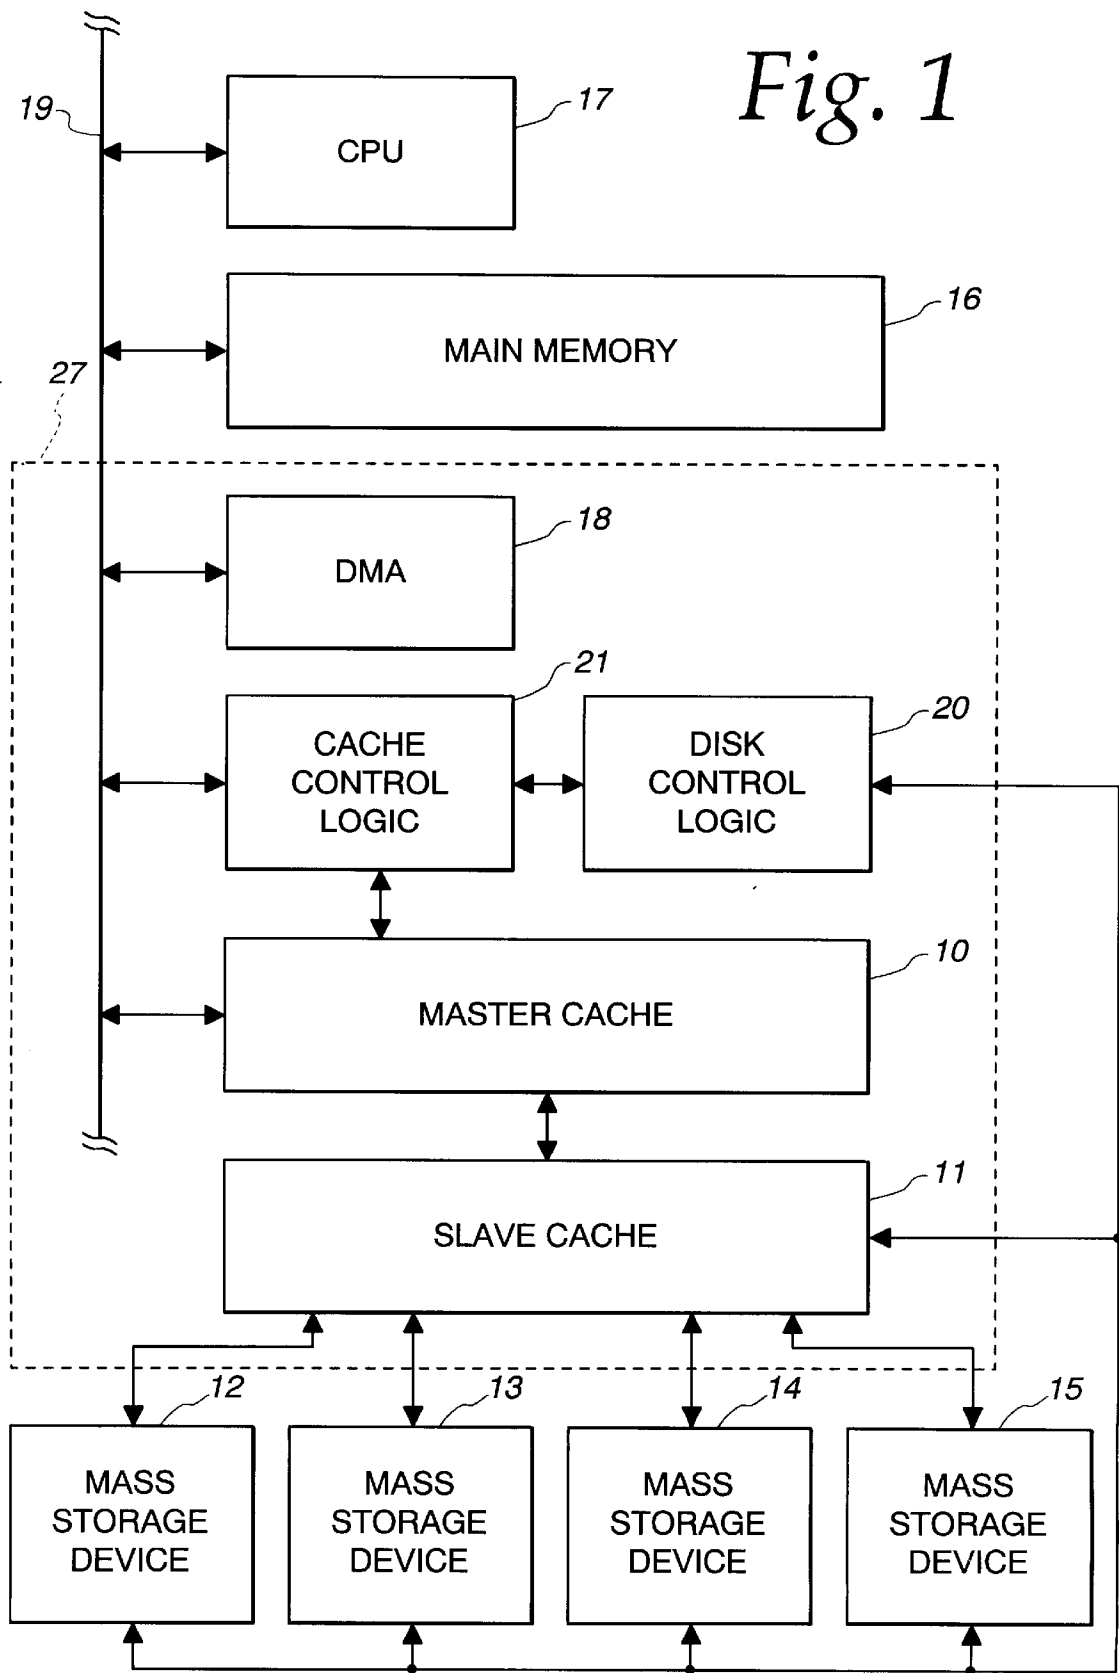 Fig. 1
19
17
CPU
16
MAIN MEMORY
27
18
DMA
21
20
CACHE
CONTROL
LOGIC
DISK
CONTROL
LOGIC
10
MASTER CACHE
11
SLAVE CACHE
12
13
14
15
MASS
STORAGE
DEVICE
MASS
STORAGE
DEVICE
MASS
STORAGE
DEVICE
MASS
STORAGE
DEVICE